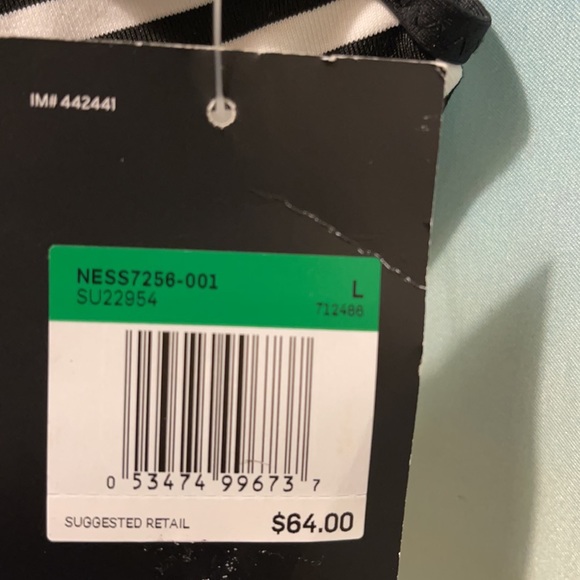 IM# 442441
NESS7256-001
SU22954
L
712486
0 53474 99673 7
SUGGESTED RETAIL $64.00